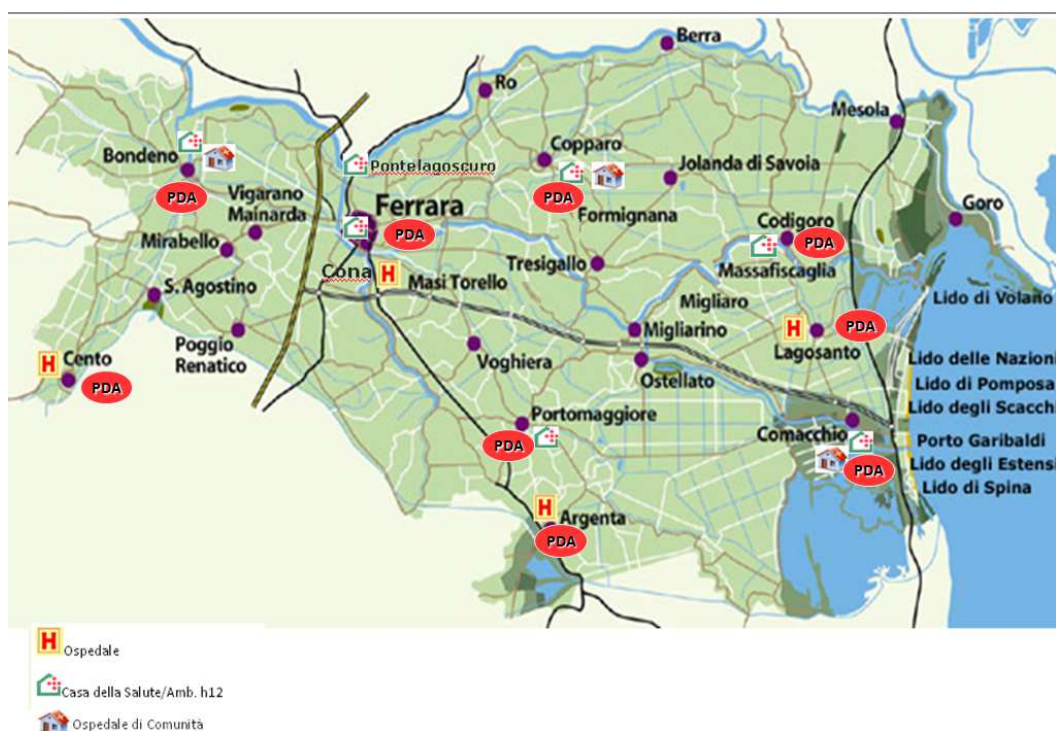 Berra
Ro
Mesola
Bondeno
Pontelagoscuro
Copparo
Jolanda di Savoia
PDA
Vigarano
Mainarda
Ferrara
PDA
PDA
Formignana
Codigoro
PDA
Goro
Mirabello
Cona
H
Masi Torello
Tresigallo
Massafiscaglia
S. Agostino
Migliaro
Lido di Volano
Poggio
Renatico
Voghiera
Migliarino
H
Lagosanto
PDA
H
Cento
PDA
Ostellato
Lido delle Nazioni
Lido di Pomposa
Lido degli Scacchi
Portomaggiore
PDA
Comacchio
PDA
Porto Garibaldi
Lido degli Estensi
Lido di Spina
H
Argenta
PDA
H Ospedale
Casa della Salute/Amb. h12
Ospedale di Comunità